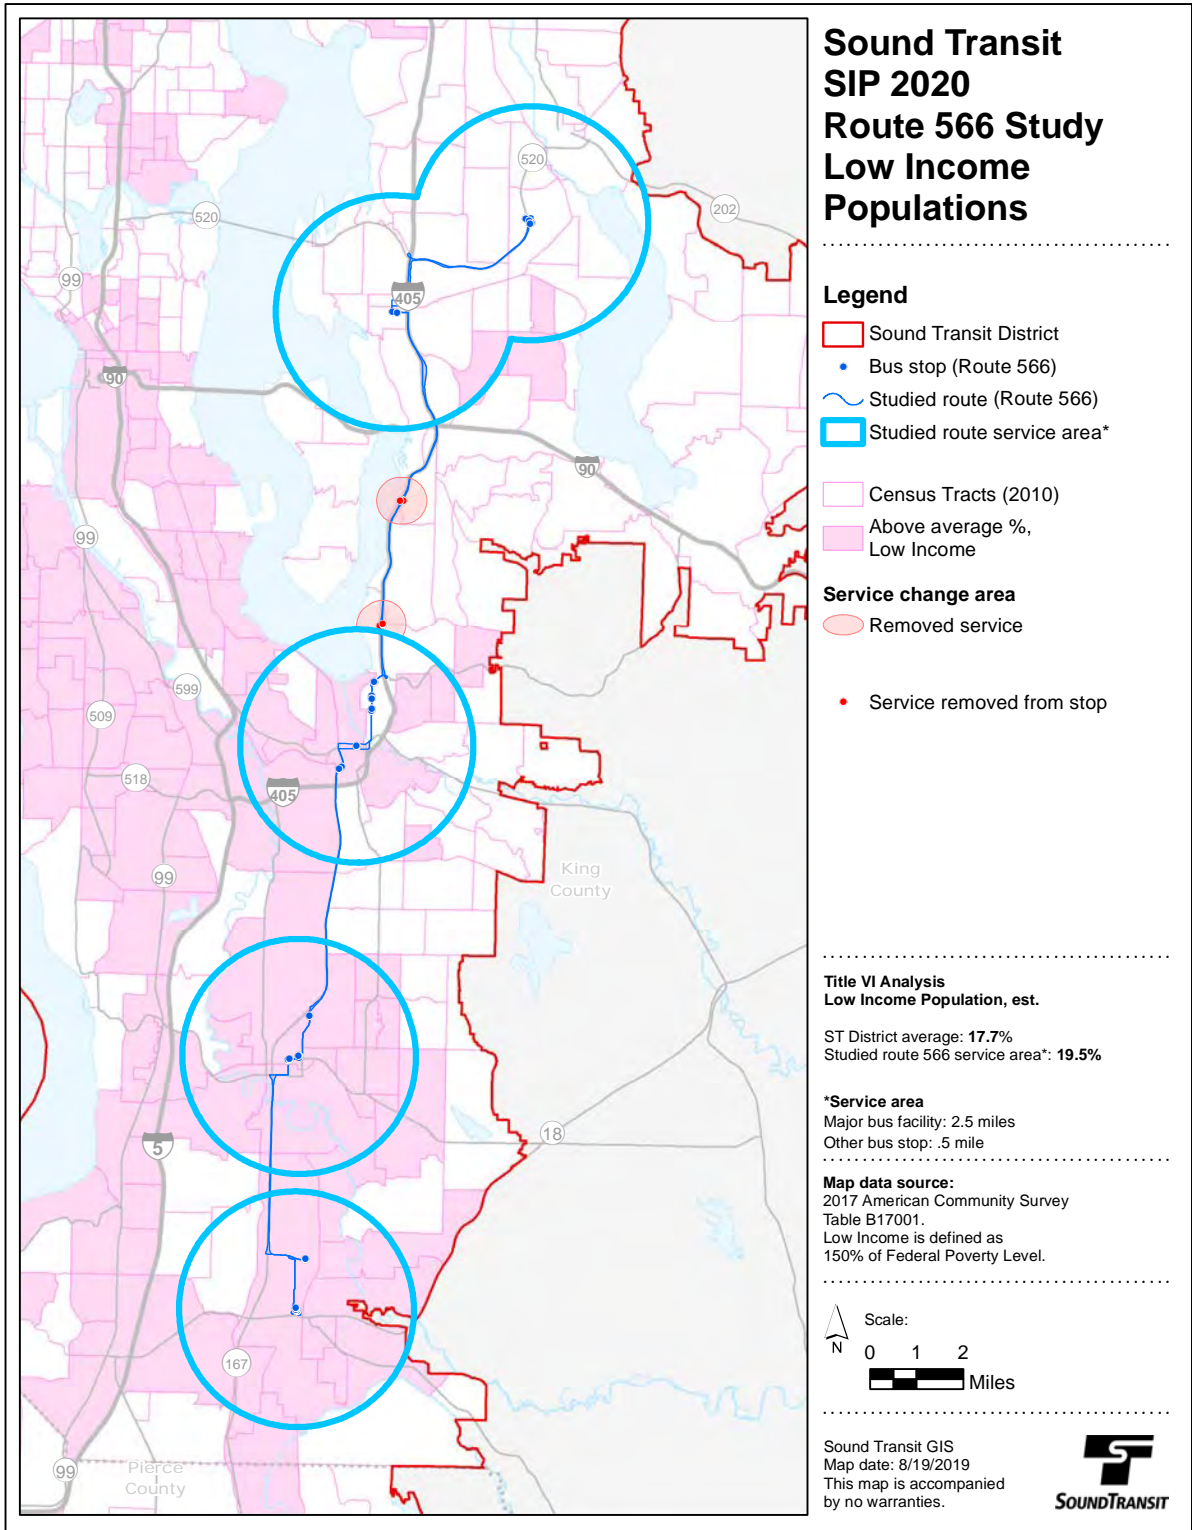 Sound Transit
SIP 2020
Route 566 Study
Low Income
Populations
Legend
Sound Transit District
Bus stop (Route 566)
Studied route (Route 566)
Studied route service area*
Census Tracts (2010)
Above average %,
Low Income
Service change area
Removed service
Service removed from stop
Title VI Analysis
Low Income Population, est.
ST District average: 17.7%
Studied route 566 service area*: 19.5%
*Service area
Major bus facility: 2.5 miles
Other bus stop: .5 mile
Map data source:
2017 American Community Survey
Table B17001.
Low Income is defined as
150% of Federal Poverty Level.
N
Scale:
0 1 2
Miles
Sound Transit GIS
Map date: 8/19/2019
This map is accompanied
by no warranties.
SOUNDTRANSIT
520
520
202
99
405
90
90
99
599
509
518
405
99
King
County
18
5
167
99
Pierce
County